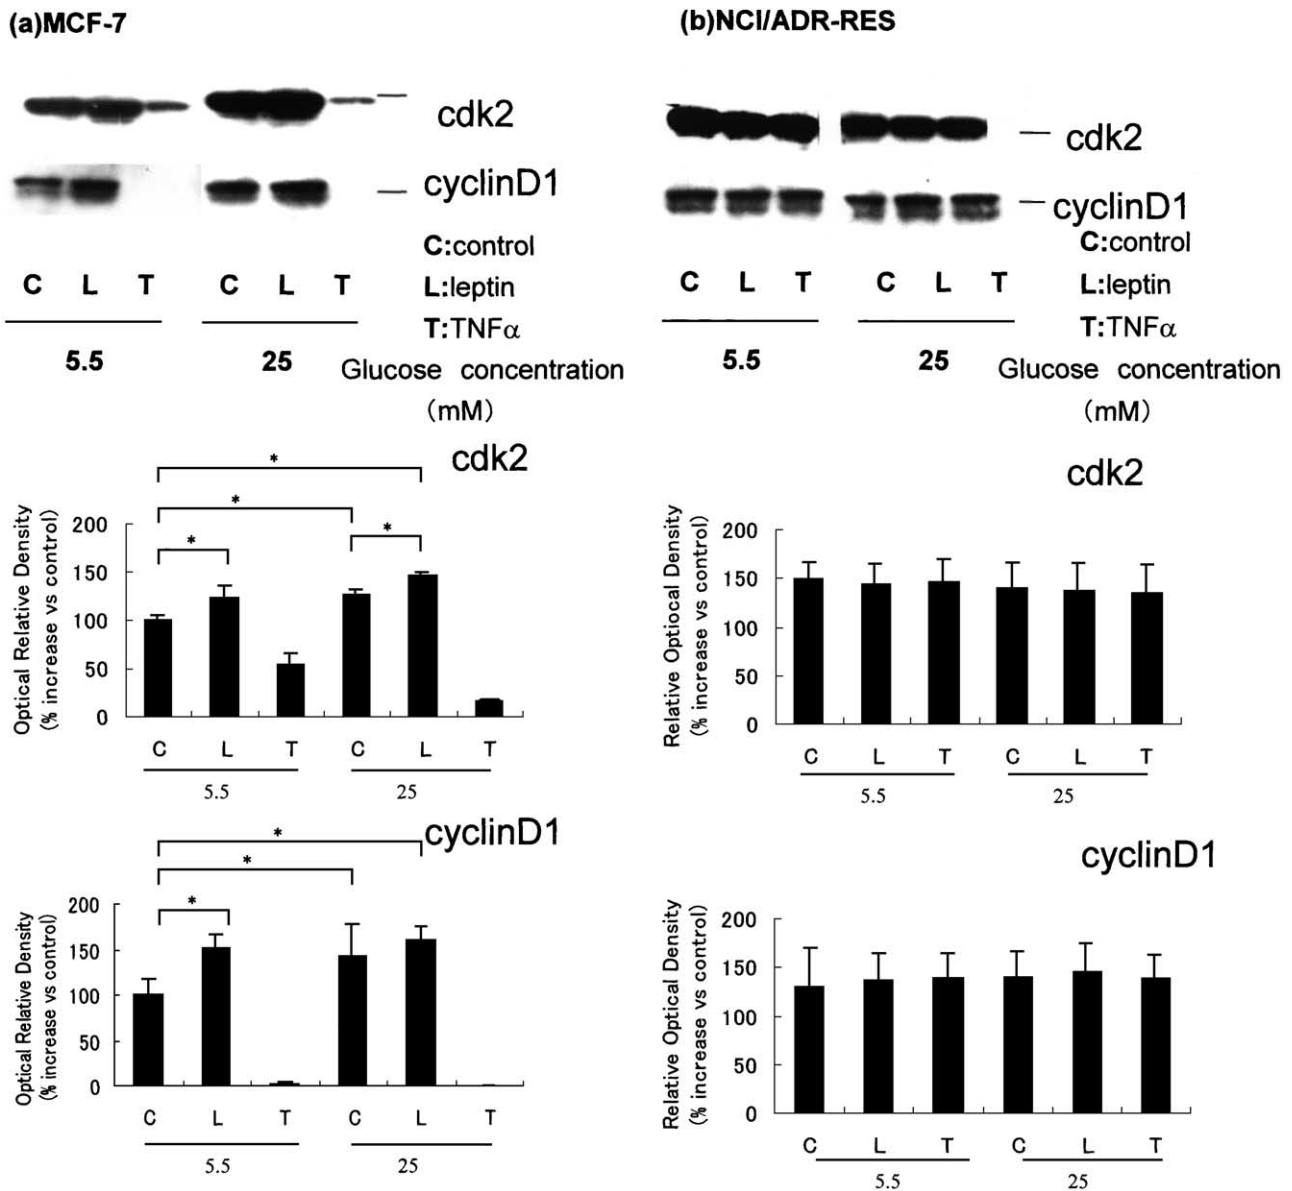 (a)MCF-7
cdk2
cyclinD1
C:control
C L T C L T L:leptin
T:TNFα
5.5 25 Glucose concentration
(mM)
cdk2
Optical Relative Density
(% increase vs control)
* * * *
200
150
100
50
0
C L T C L T
5.5 25
cyclinD1
Optical Relative Density
(% increase vs control)
* * *
200
150
100
50
0
C L T C L T
5.5 25
(b)NCI/ADR-RES
cdk2
cyclinD1
C:control
C L T C L T L:leptin
T:TNFα
5.5 25 Glucose concentration
(mM)
cdk2
Relative Optiocal Density
(% increase vs control)
200
150
100
50
0
C L T C L T
5.5 25
cyclinD1
Relative Optical Density
(% increase vs control)
200
150
100
50
0
C L T C L T
5.5 25